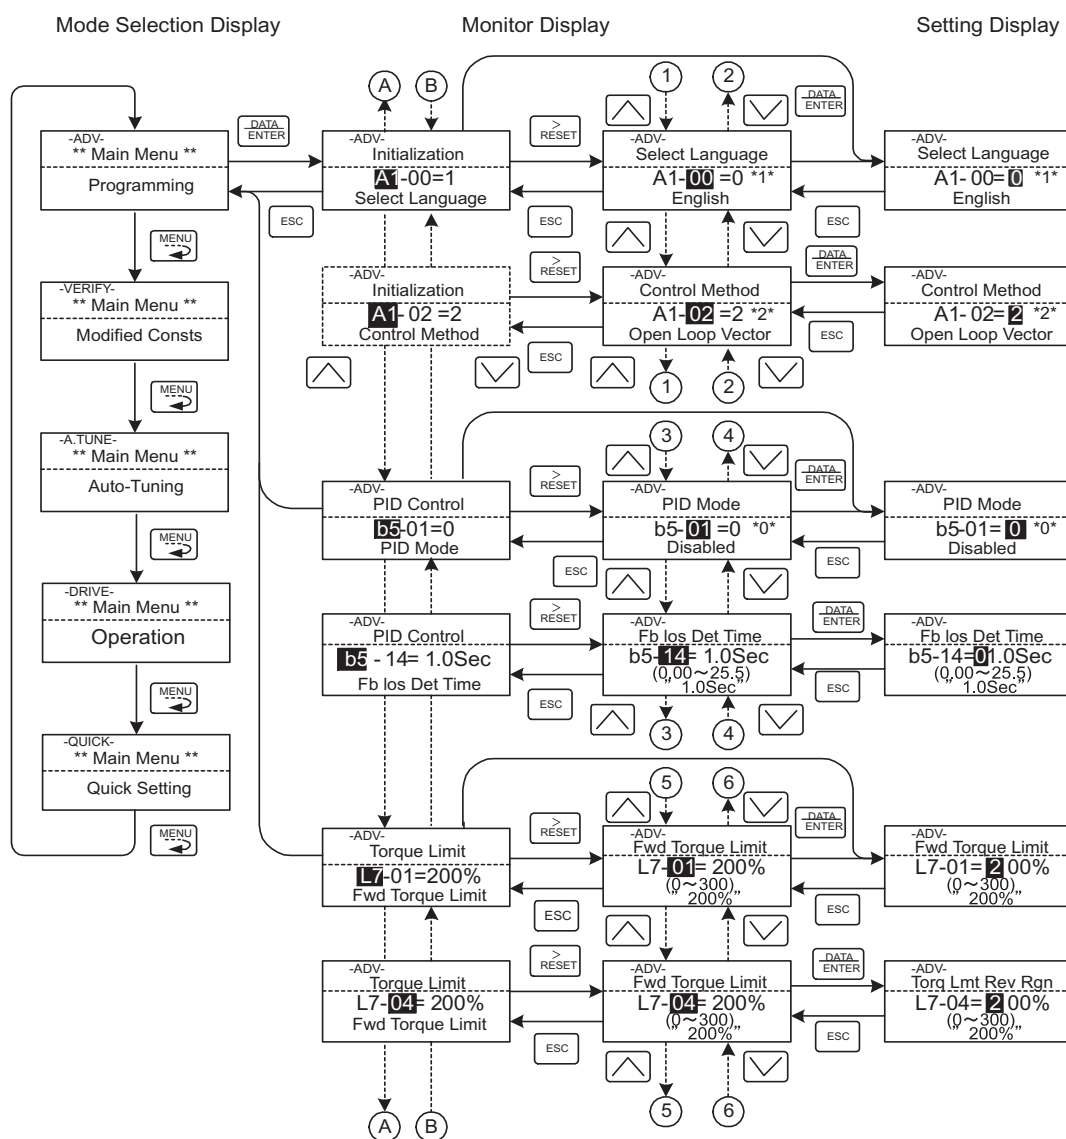 Mode Selection Display
Monitor Display
Setting Display
A
B
1
2
DATA
ENTER
-ADV-
** Main Menu **
Programming
DATA
ENTER
-ADV-
Initialization
A1-00=1
Select Language
>
RESET
-ADV-
Select Language
A1- 00 =0 *1*
English
-ADV-
Select Language
A1- 00= 0 *1*
English
ESC
ESC
ESC
MENU
-VERIFY-
** Main Menu **
Modified Consts
-ADV-
Initialization
A1- 02 =2
Control Method
>
RESET
-ADV-
Control Method
A1- 02 =2 *2*
Open Loop Vector
DATA
ENTER
-ADV-
Control Method
A1- 02= 2 *2*
Open Loop Vector
ESC
ESC
1
2
MENU
-A.TUNE-
** Main Menu **
Auto-Tuning
3
4
DATA
ENTER
-ADV-
PID Control
b5-01=0
PID Mode
>
RESET
-ADV-
PID Mode
b5- 01 =0 *0*
Disabled
-ADV-
PID Mode
b5-01= 0 *0*
Disabled
ESC
ESC
MENU
-DRIVE-
** Main Menu **
Operation
-ADV-
PID Control
b5 - 14= 1.0Sec
Fb los Det Time
>
RESET
-ADV-
Fb los Det Time
b5-14= 1.0Sec
(0.00～25.5)
" 1.0Sec"
DATA
ENTER
-ADV-
Fb los Det Time
b5-14=01.0Sec
(0.00～25.5)
" 1.0Sec"
ESC
ESC
3
4
MENU
-QUICK-
** Main Menu **
Quick Setting
MENU
5
6
DATA
ENTER
-ADV-
Torque Limit
L7-01=200%
Fwd Torque Limit
>
RESET
-ADV-
Fwd Torque Limit
L7-01= 200%
(0～300)
" 200%"
-ADV-
Fwd Torque Limit
L7-01= 2 00%
(0～300)
" 200%"
ESC
ESC
-ADV-
Torque Limit
L7-04= 200%
Fwd Torque Limit
>
RESET
-ADV-
Fwd Torque Limit
L7-04= 200%
(0～300)
" 200%"
DATA
ENTER
-ADV-
Torq Lmt Rev Rgn
L7-04= 2 00%
(0～300)
" 200%"
ESC
ESC
A
B
5
6